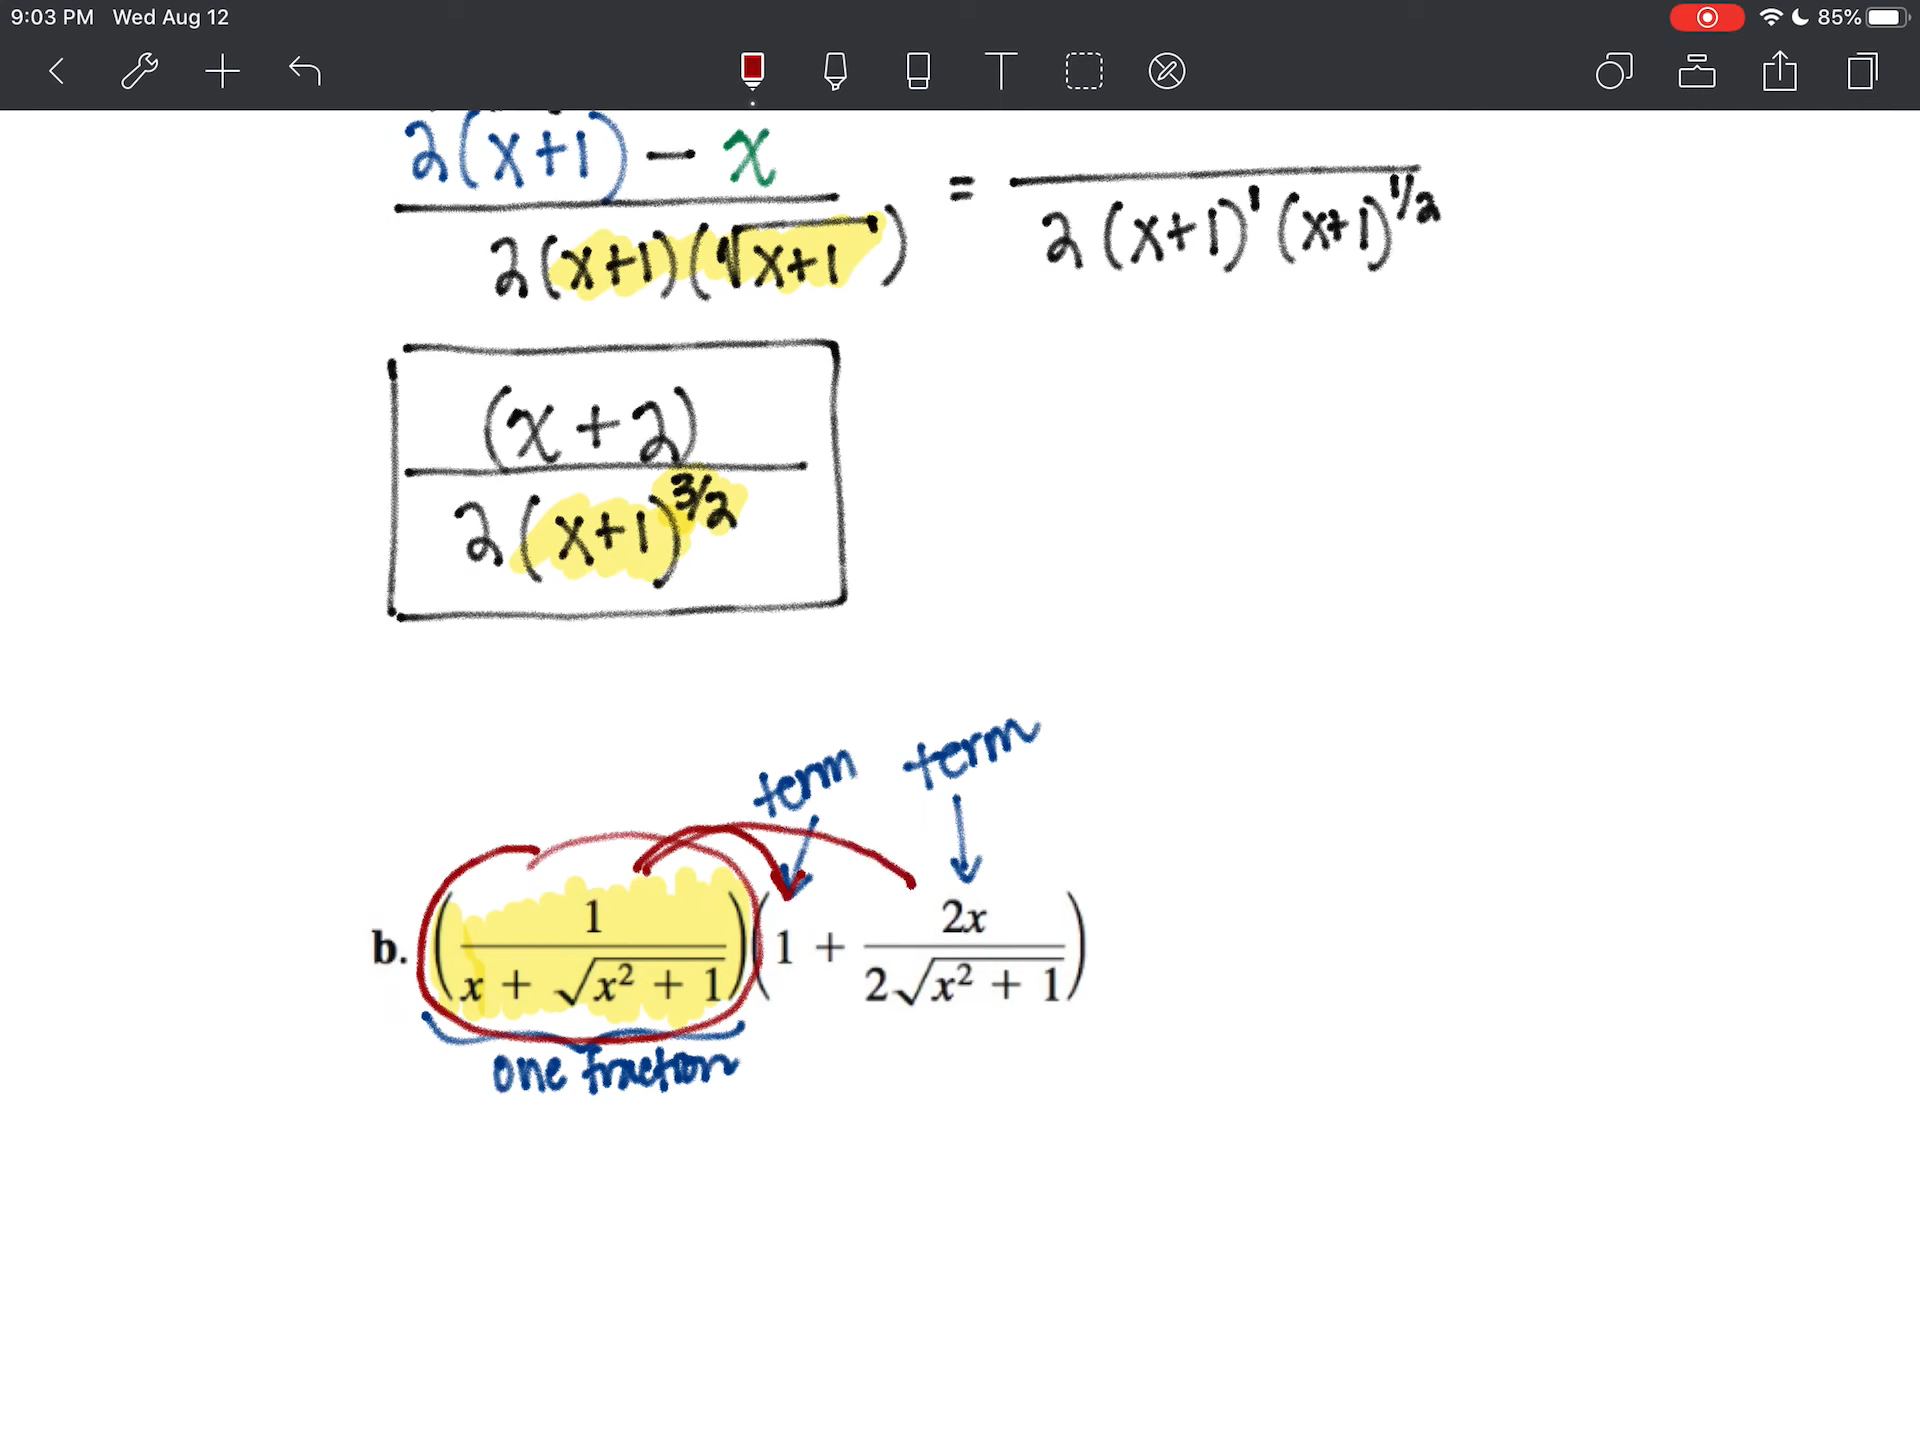 9:03 PM Wed Aug 12 85%
T
2(x+1) - x
=
2(x+1)(√x+1) 2(x+1)¹(x+1)^1/2
(x+2)
2(x+1)^3/2
term term
b. (1/(x + √(x² + 1)))(1 + 2x/(2√(x² + 1)))
one fraction